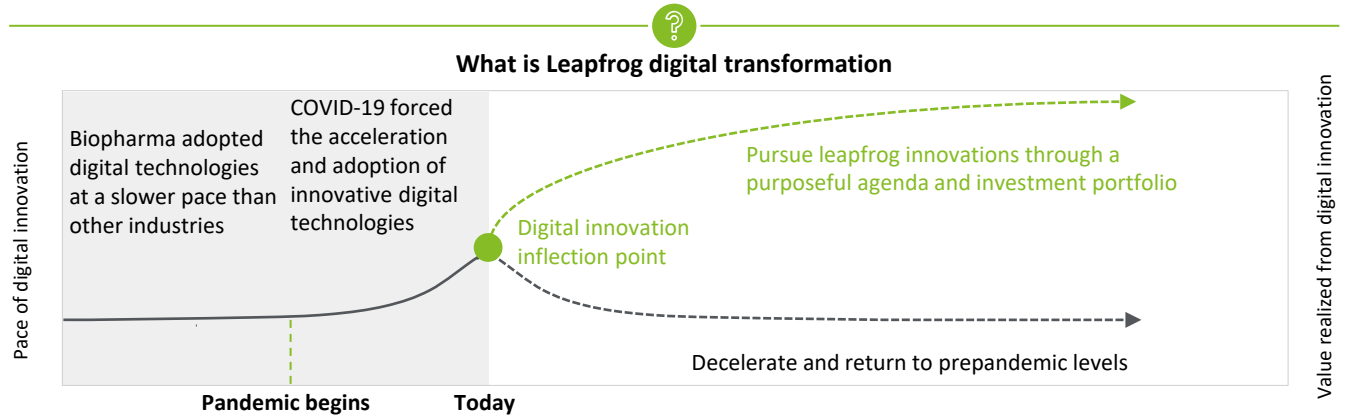 ?
What is Leapfrog digital transformation
Pace of digital innovation
Biopharma adopted
digital technologies
at a slower pace than
other industries
COVID-19 forced
the acceleration
and adoption of
innovative digital
technologies
Pursue leapfrog innovations through a
purposeful agenda and investment portfolio
Digital innovation
inflection point
Decelerate and return to prepandemic levels
Value realized from digital innovation
Pandemic begins
Today